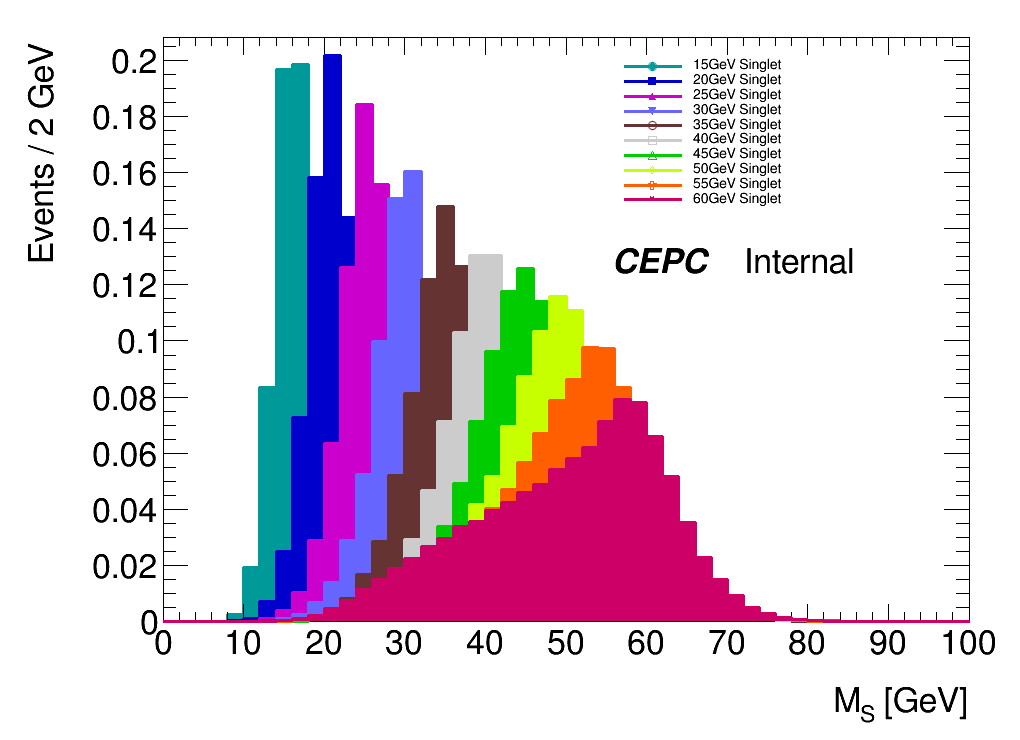 Events / 2 GeV
0.2
0.18
0.16
0.14
0.12
0.1
0.08
0.06
0.04
0.02
0
15GeV Singlet
20GeV Singlet
25GeV Singlet
30GeV Singlet
35GeV Singlet
40GeV Singlet
45GeV Singlet
50GeV Singlet
55GeV Singlet
60GeV Singlet
CEPC Internal
0 10 20 30 40 50 60 70 80 90 100
M_S [GeV]